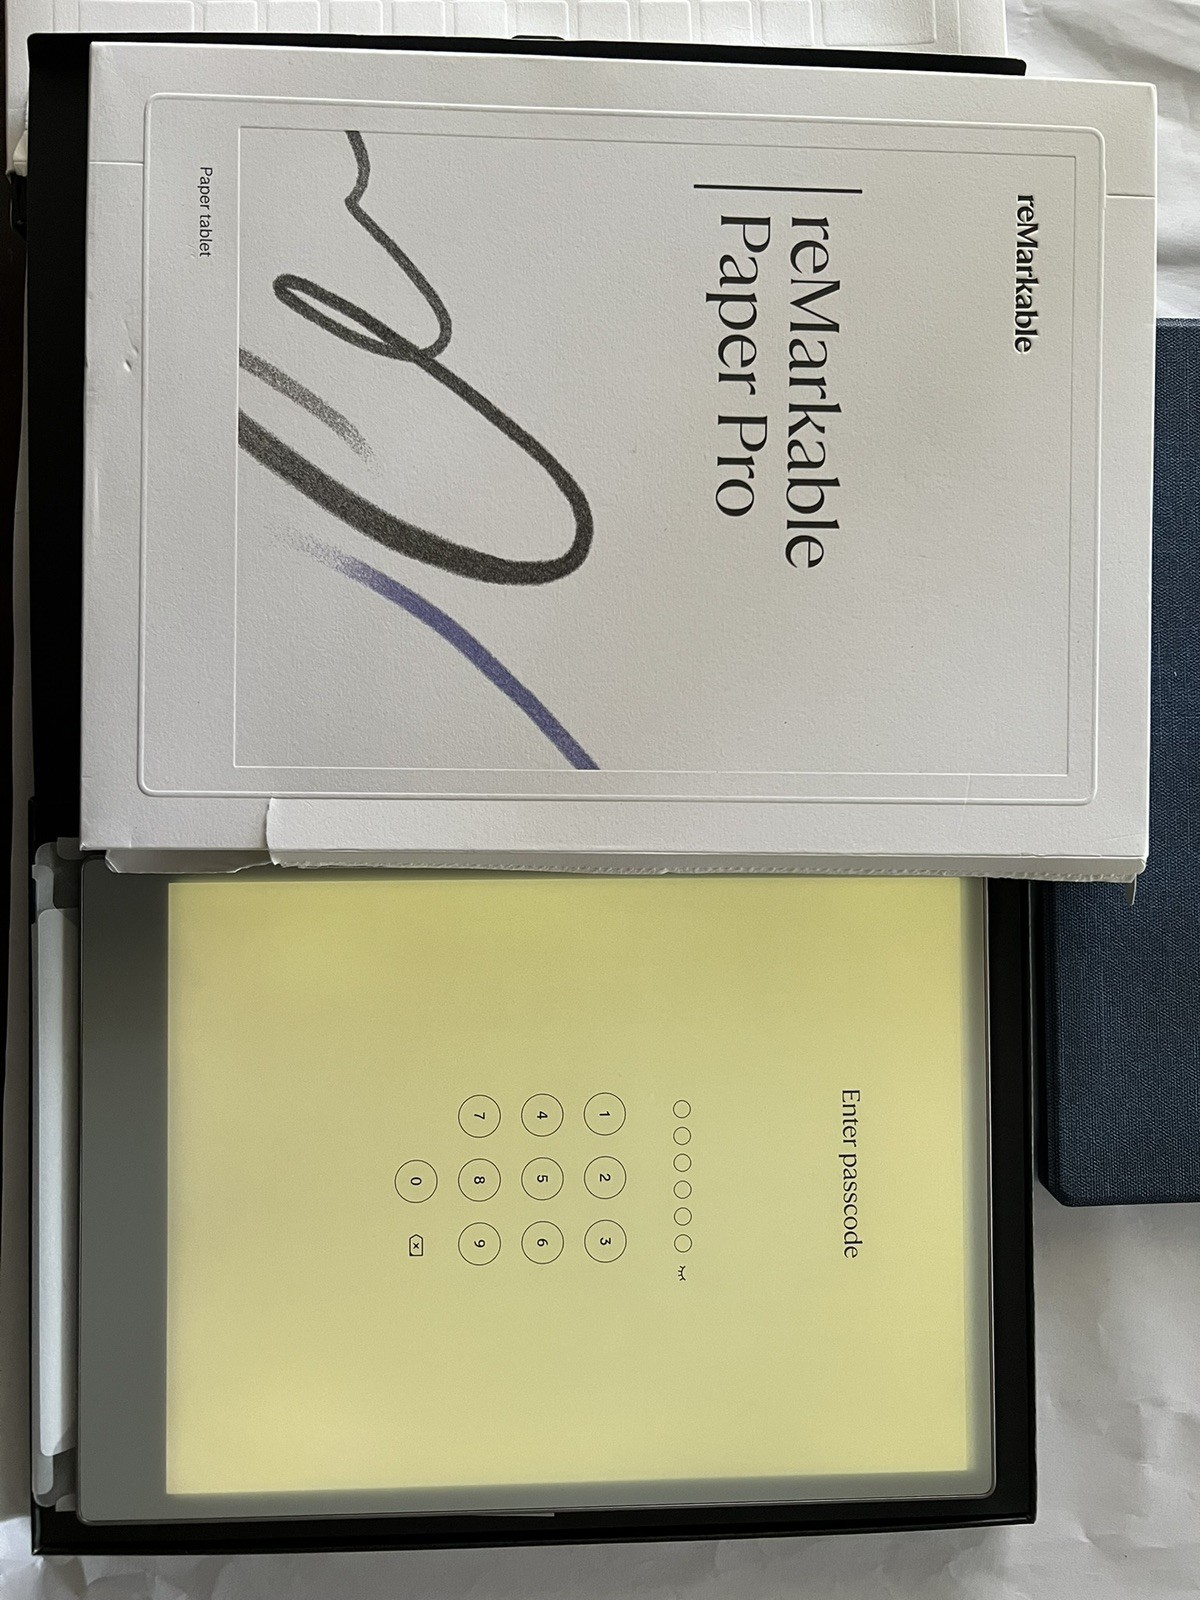 reMarkable
reMarkable
Paper Pro
Paper tablet
Enter passcode
1 2 3
4 5 6
7 8 9
0